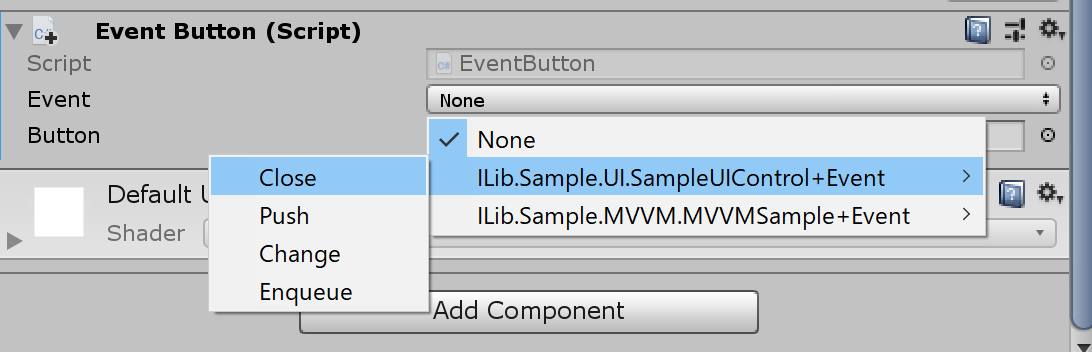 Event Button (Script)
Script
EventButton
Event
None
Button
None
ILib.Sample.UI.SampleUIControl+Event
ILib.Sample.MVVM.MVVMSample+Event
Close
Push
Change
Enqueue
Default U
Shader
Add Component